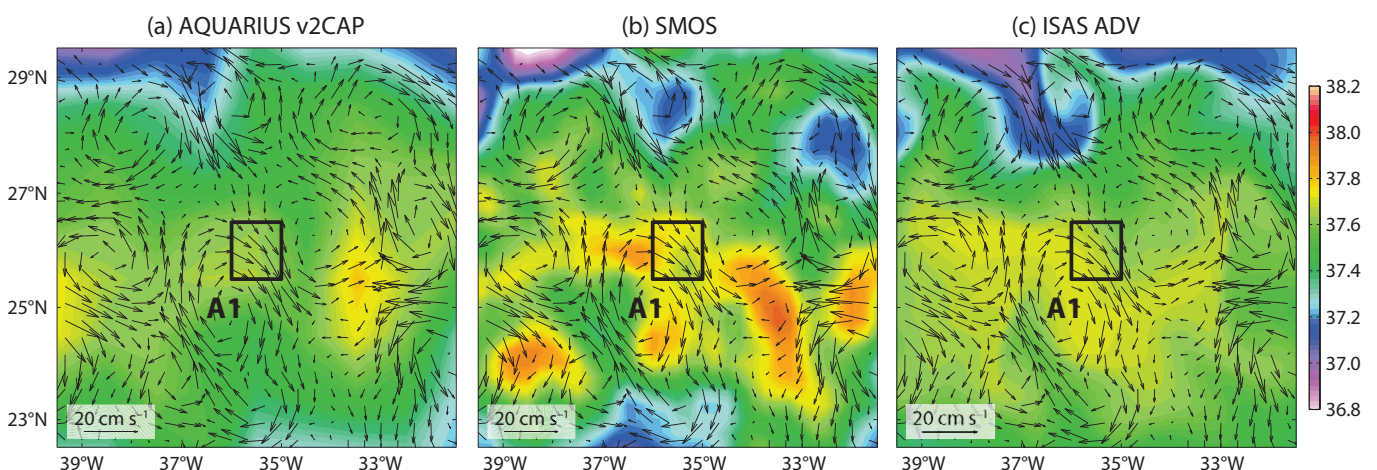 (a) AQUARIUS v2CAP
(b) SMOS
(c) ISAS ADV
29°N
27°N
25°N
23°N
A1
A1
A1
20 cm s⁻¹
20 cm s⁻¹
20 cm s⁻¹
39°W 37°W 35°W 33°W
39°W 37°W 35°W 33°W
39°W 37°W 35°W 33°W
38.2
38.0
37.8
37.6
37.4
37.2
37.0
36.8